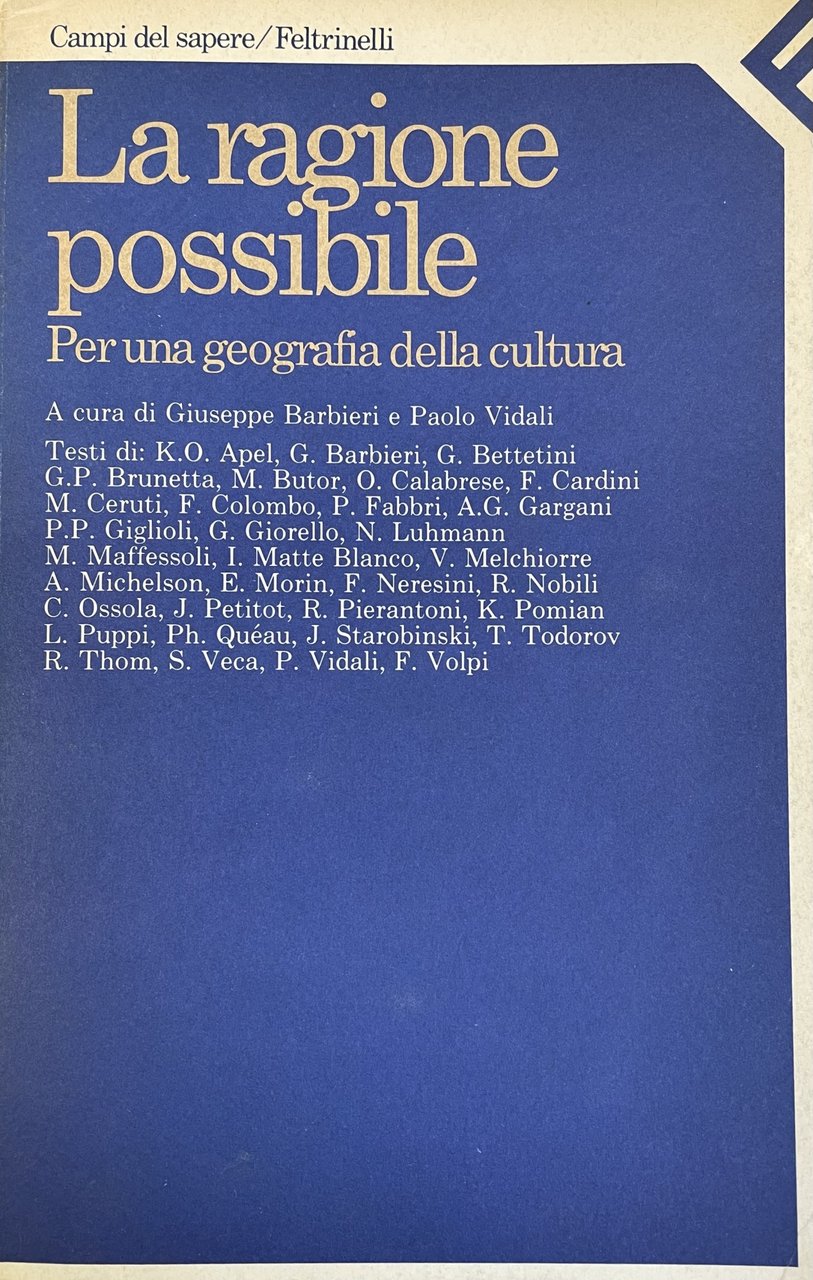 Campi del sapere/Feltrinelli
La ragione
possibile
Per una geografia della cultura
A cura di Giuseppe Barbieri e Paolo Vidali
Testi di: K.O. Apel, G. Barbieri, G. Bettetini
G.P. Brunetta, M. Butor, O. Calabrese, F. Cardini
M. Ceruti, F. Colombo, P. Fabbri, A.G. Gargani
P.P. Giglioli, G. Giorello, N. Luhmann
M. Maffessoli, I. Matte Blanco, V. Melchiorre
A. Michelson, E. Morin, F. Neresini, R. Nobili
C. Ossola, J. Petitot, R. Pierantoni, K. Pomian
L. Puppi, Ph. Quéau, J. Starobinski, T. Todorov
R. Thom, S. Veca, P. Vidali, F. Volpi